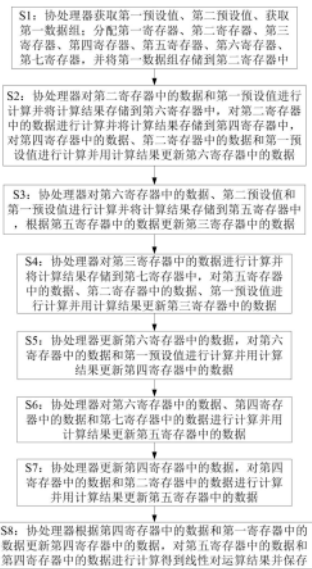 S1：协处理器获取第一预设值、第二预设值、获取
第一数据组；分配第一寄存器、第二寄存器、第三
寄存器、第四寄存器、第五寄存器、第六寄存器、
第七寄存器，并将第一数据组存储到第二寄存器中
S2：协处理器对第二寄存器中的数据和第一预设值进行
计算并将计算结果存储到第六寄存器中，对第二寄存器
中的数据进行计算并将计算结果存储到第四寄存器中，
对第四寄存器中的数据、第二寄存器中的数据和第一预
设值进行计算并用计算结果更新第六寄存器中的数据
S3：协处理器对第六寄存器中的数据、第二预设值和
第一预设值进行计算并将计算结果存储到第五寄存器中
，根据第五寄存器中的数据更新第三寄存器中的数据
S4：协处理器对第三寄存器中的数据进行计算并
将计算结果存储到第七寄存器中，对第五寄存器
中的数据、第二寄存器中的数据、第一预设值进
行计算并用计算结果更新第三寄存器中的数据
S5：协处理器更新第六寄存器中的数据，对第六
寄存器中的数据和第一预设值进行计算并用计算
结果更新第四寄存器中的数据
S6：协处理器对第六寄存器中的数据、第四寄存
器中的数据和第七寄存器中的数据进行计算并用
计算结果更新第五寄存器中的数据
S7：协处理器更新第四寄存器中的数据，对第四
寄存器中的数据和第二寄存器中的数据进行计算
并用计算结果更新第五寄存器中的数据
S8：协处理器根据第四寄存器中的数据和第一寄存器中的
数据更新第四寄存器中的数据，对第五寄存器中的数据和
第四寄存器中的数据进行计算得到线性对运算结果并保存